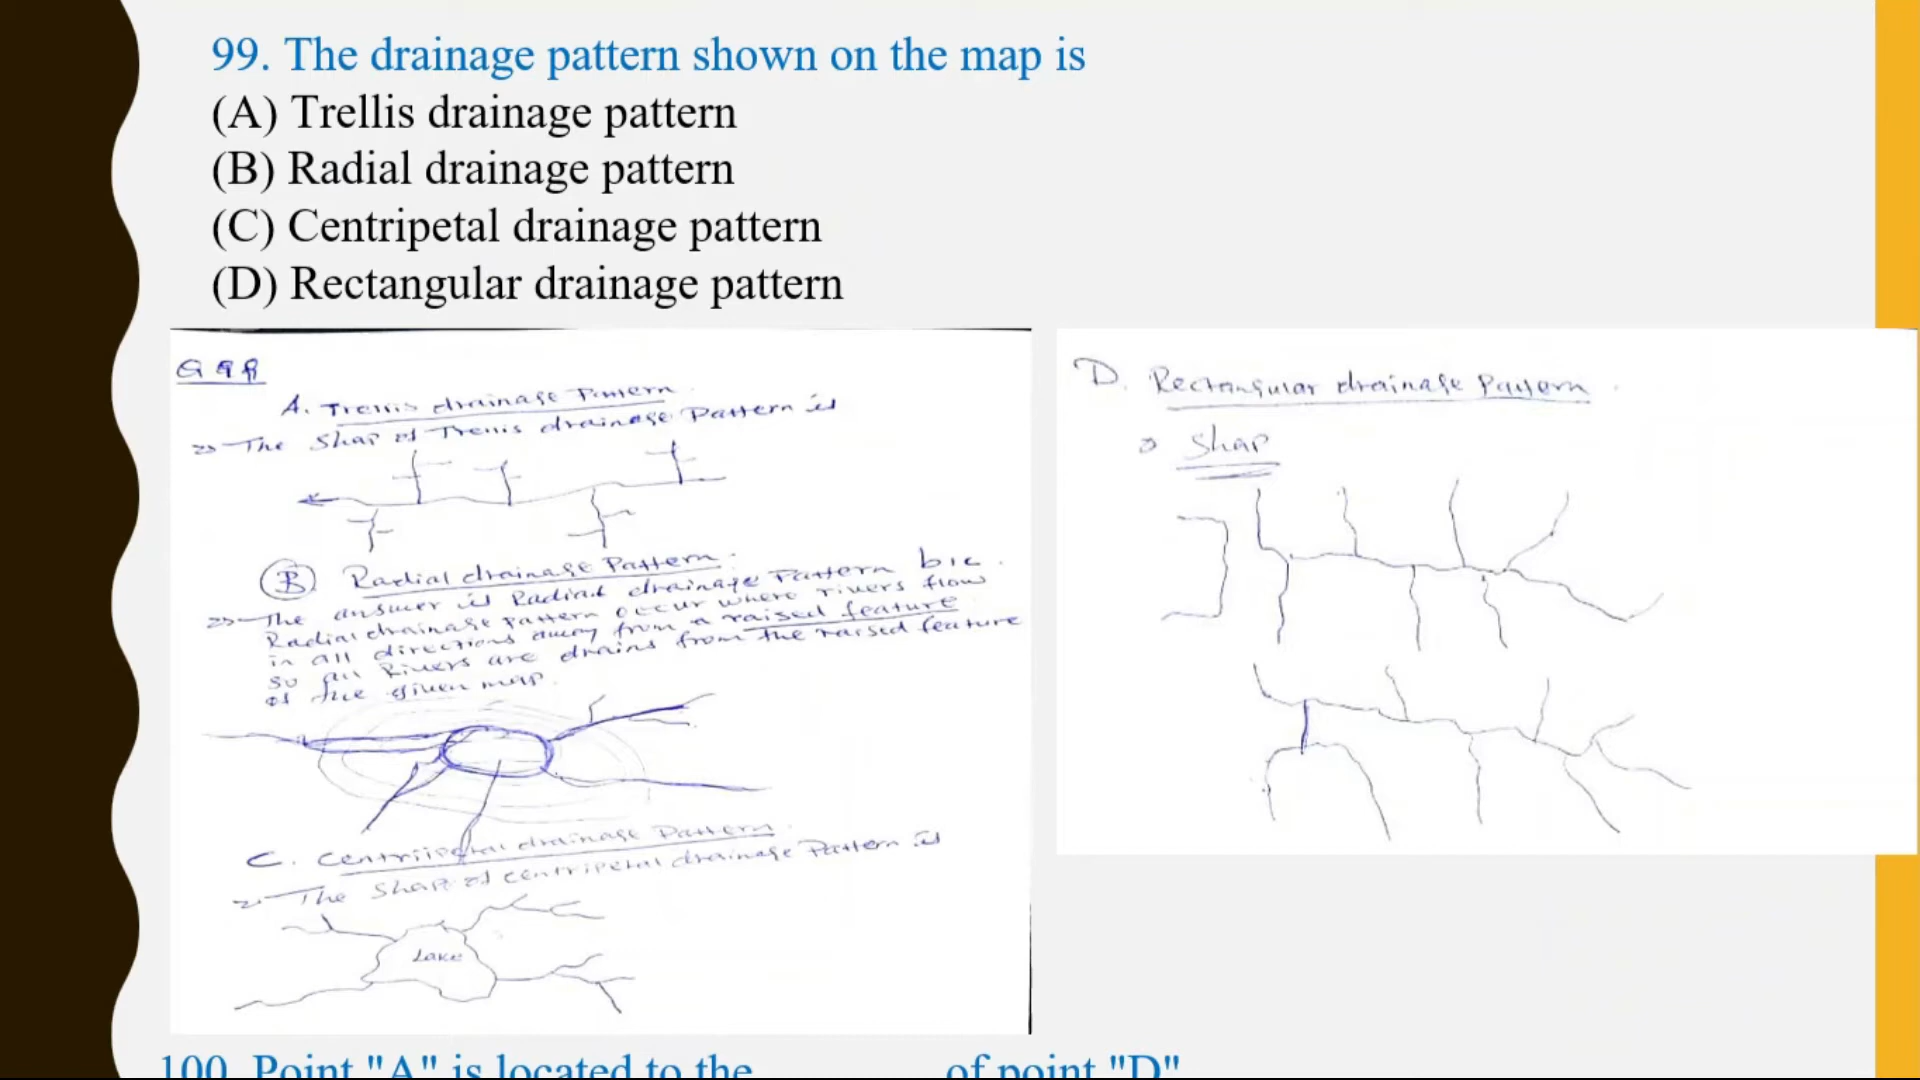 99. The drainage pattern shown on the map is
(A) Trellis drainage pattern
(B) Radial drainage pattern
(C) Centripetal drainage pattern
(D) Rectangular drainage pattern
A. Trellis drainage Pattern
The Shap of Trellis drainage Pattern is
B Radial drainage Pattern.
The answer is Radial drainage Pattern b/c
Radial drainage pattern occur where rivers flow
in all directions away from a raised feature
so all Rivers are drains from the raised feature
of the given map.
C. Centriipetal drainage Pattern.
The Shap of centripetal drainage Pattern is
Lake
D. Rectangular drainage Pattern.
Shap
100. Point "A" is located to the ________ of point "D"